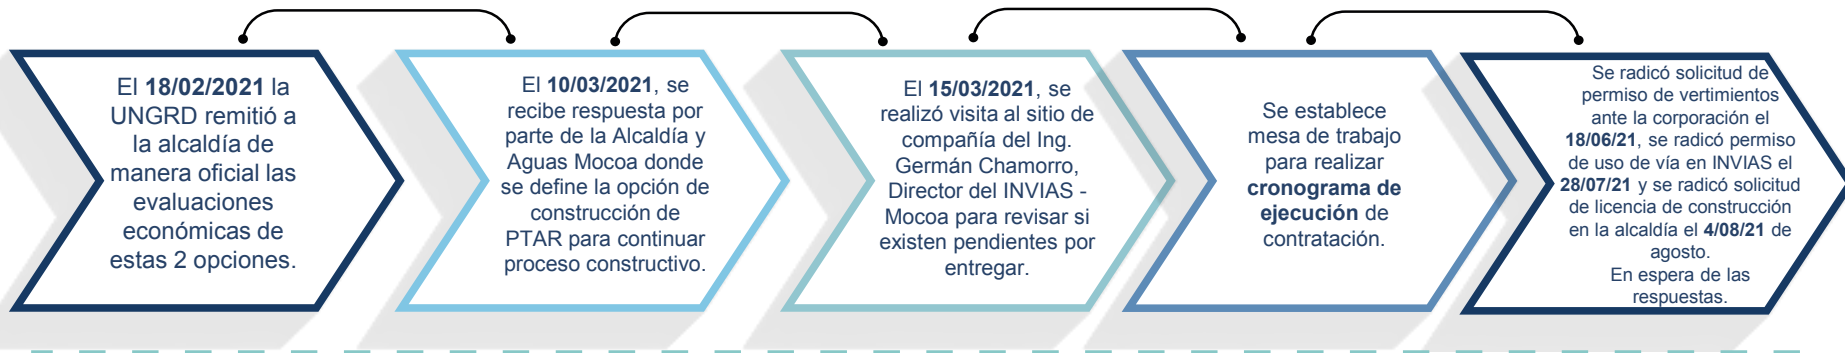 El 18/02/2021 la
UNGRD remitió a
la alcaldía de
manera oficial las
evaluaciones
económicas de
estas 2 opciones.
El 10/03/2021, se
recibe respuesta por
parte de la Alcaldía y
Aguas Mocoa donde
se define la opción de
construcción de
PTAR para continuar
proceso constructivo.
El 15/03/2021, se
realizó visita al sitio de
compañía del Ing.
Germán Chamorro,
Director del INVIAS -
Mocoa para revisar si
existen pendientes por
entregar.
Se establece
mesa de trabajo
para realizar
cronograma de
ejecución de
contratación.
Se radicó solicitud de
permiso de vertimientos
ante la corporación el
18/06/21, se radicó permiso
de uso de vía en INVIAS el
28/07/21 y se radicó solicitud
de licencia de construcción
en la alcaldía el 4/08/21 de
agosto.
En espera de las
respuestas.